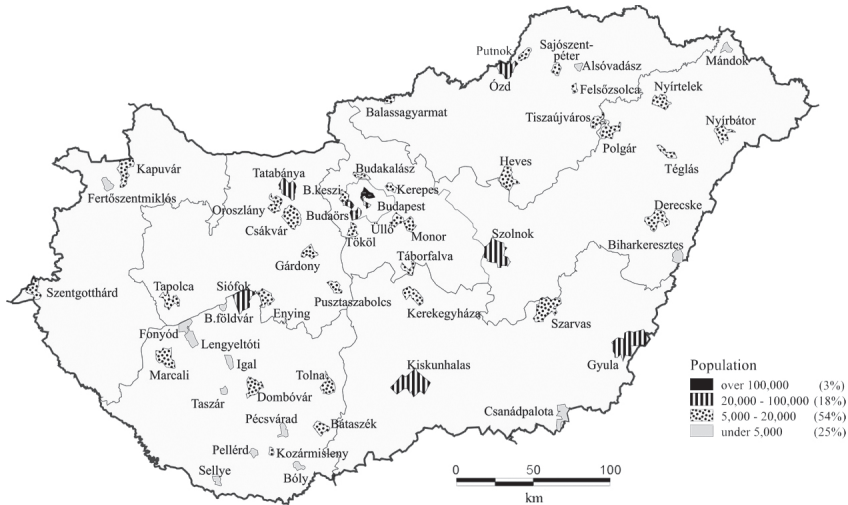 Putnok
Sajószent-
péter
Mándok
Alsóvadász
Ózd
Felsőzsolca
Nyírtelek
Balassagyarmat
Tiszaújváros
Nyírbátor
Polgár
Kapuvár
Heves
Téglás
Tatabánya
Budakalász
B.keszi
Kerepes
Fertőszentmiklós
Oroszlány
Budaörs
Budapest
Derecske
Csákvár
Üllő
Monor
Szolnok
Tököl
Biharkeresztes
Gárdony
Táborfalva
Szentgotthárd
Tapolca
Siófok
Pusztaszabolcs
B.földvár
Enying
Kerekegyháza
Szarvas
Fonyód
Lengyeltóti
Igal
Gyula
Marcali
Tolna
Kiskunhalas
Taszár
Dombóvár
Pécsvárad
Bátaszék
Csanádpalota
Pellérd
Kozármisleny
Sellye
Bóly
Population
over 100,000 (3%)
20,000 - 100,000 (18%)
5,000 - 20,000 (54%)
under 5,000 (25%)
0 50 100
km